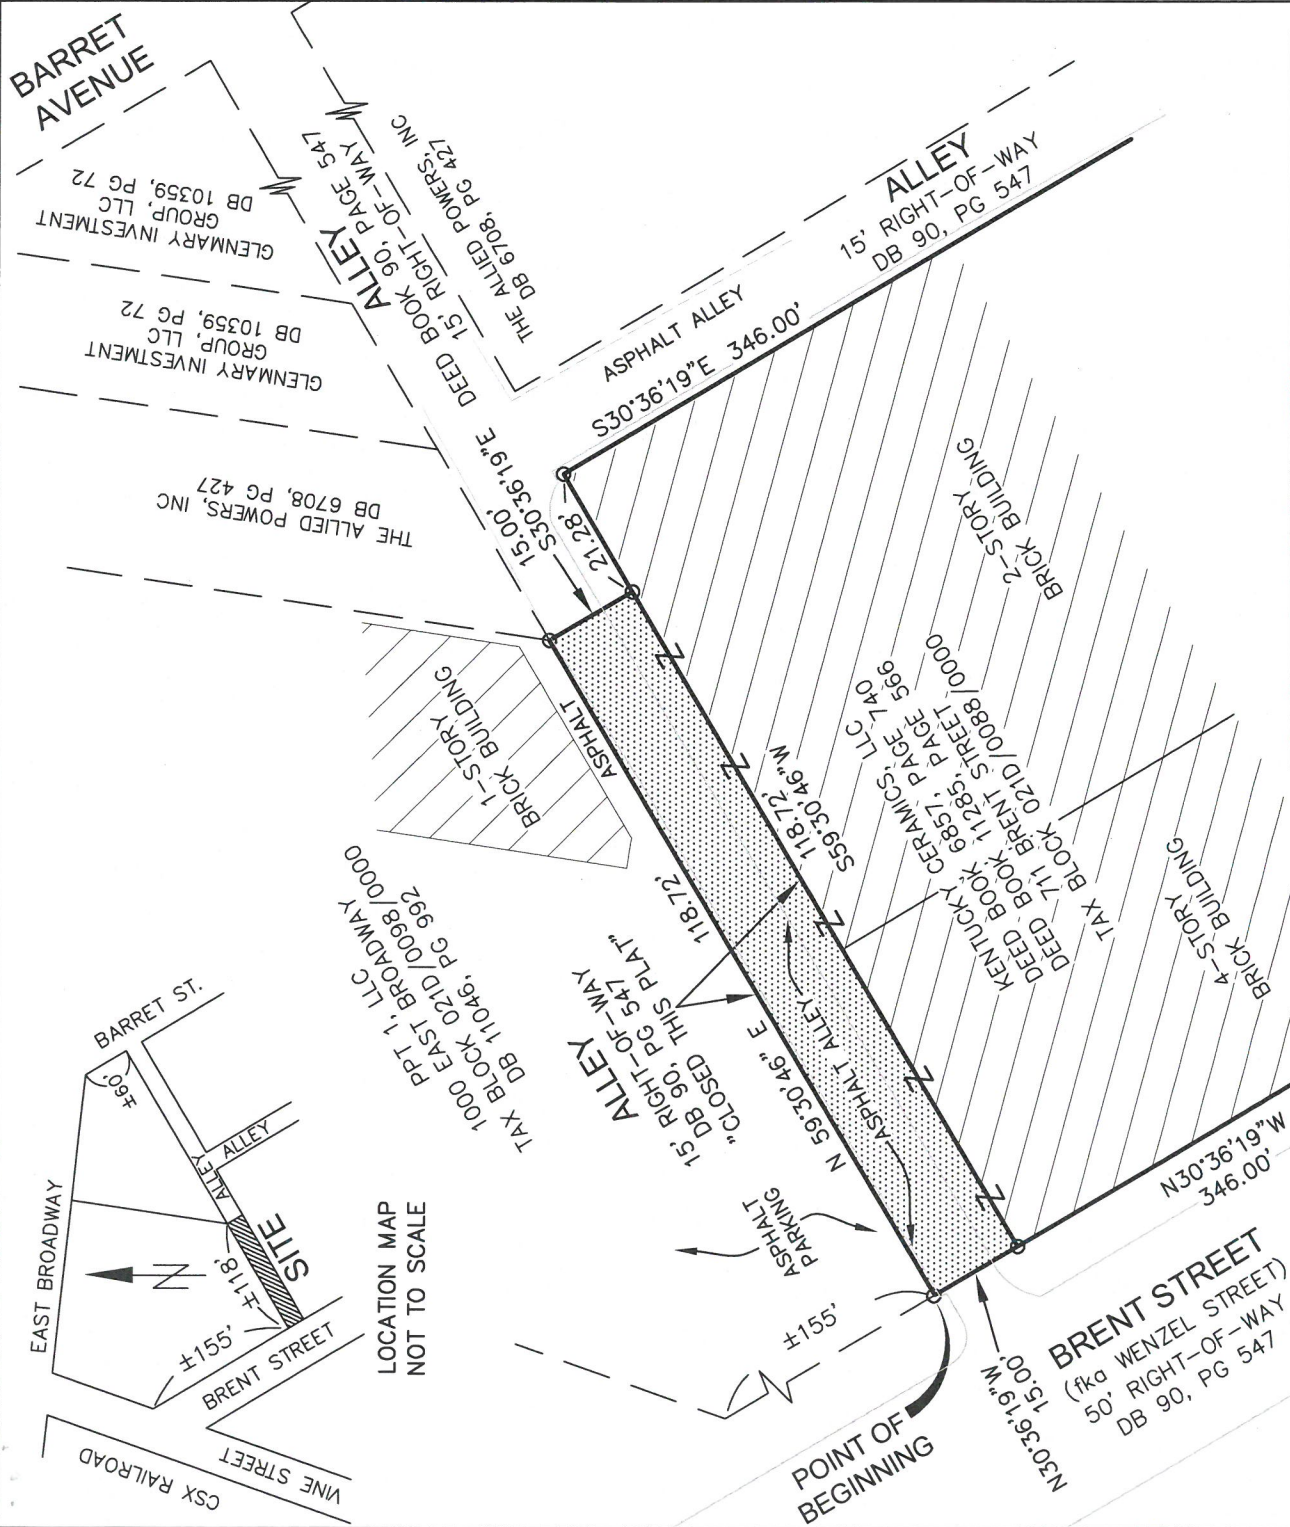 BARRET
AVENUE
GLENMARY INVESTMENT
GROUP, LLC
DB 10359, PG 72
GLENMARY INVESTMENT
GROUP, LLC
DB 10359, PG 72
THE ALLIED POWERS, INC
DB 6708, PG 427
ALLEY
DEED BOOK 90, PAGE 547
15' RIGHT-OF-WAY
THE ALLIED POWERS, INC
DB 6708, PG 427
ALLEY
15' RIGHT-OF-WAY
DB 90, PG 547
ASPHALT ALLEY
S30°36'19"E 346.00'
15.00'
S30°36'19"E
21.28'
2-STORY
BRICK BUILDING
1-STORY
BRICK BUILDING
ASPHALT
118.72'
N 59°30'46" E
118.72'
S59°30'46"W
KENTUCKY CERAMICS, LLC
DEED BOOK 6857, PAGE 740
DEED BOOK 11285, PAGE 566
711 BRENT STREET
TAX BLOCK 021D/0088/0000
4-STORY
BRICK BUILDING
PPT 1, LLC
1000 EAST BROADWAY
TAX BLOCK 021D/0098/0000
DB 11046, PG 992
ALLEY
15' RIGHT-OF-WAY
DB 90, PG 547
"CLOSED THIS PLAT"
ASPHALT ALLEY
ASPHALT ALLEY
ASPHALT
PARKING
±155'
POINT OF
BEGINNING
N30°36'19"W
15.00'
BRENT STREET
(fka WENZEL STREET)
50' RIGHT-OF-WAY
DB 90, PG 547
N30°36'19"W
346.00'
EAST BROADWAY
BARRET ST.
±60'
ALLEY
ALLEY
N
±118'
SITE
±155'
BRENT STREET
VINE STREET
CSX RAILROAD
LOCATION MAP
NOT TO SCALE